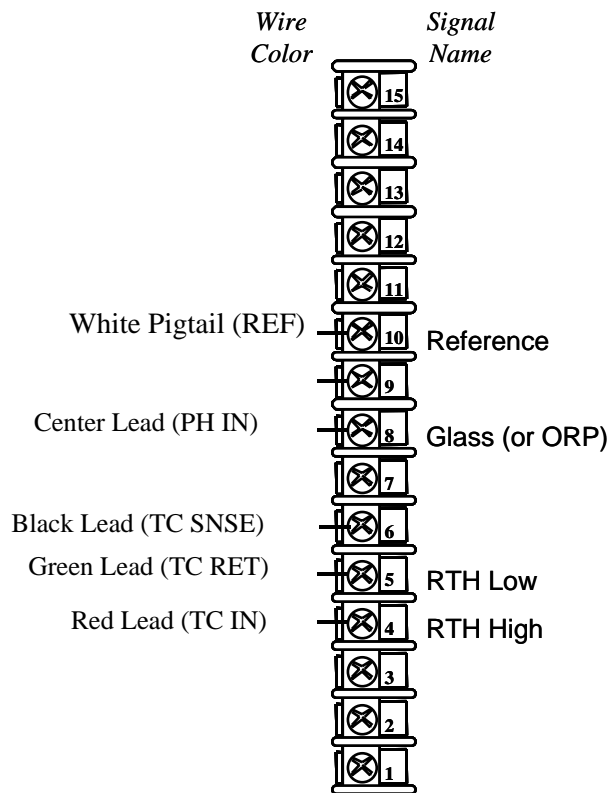 Wire Color
Signal Name
15
14
13
12
11
White Pigtail (REF) 10 Reference
9
Center Lead (PH IN) 8 Glass (or ORP)
7
Black Lead (TC SNSE) 6
Green Lead (TC RET) 5 RTH Low
Red Lead (TC IN) 4 RTH High
3
2
1